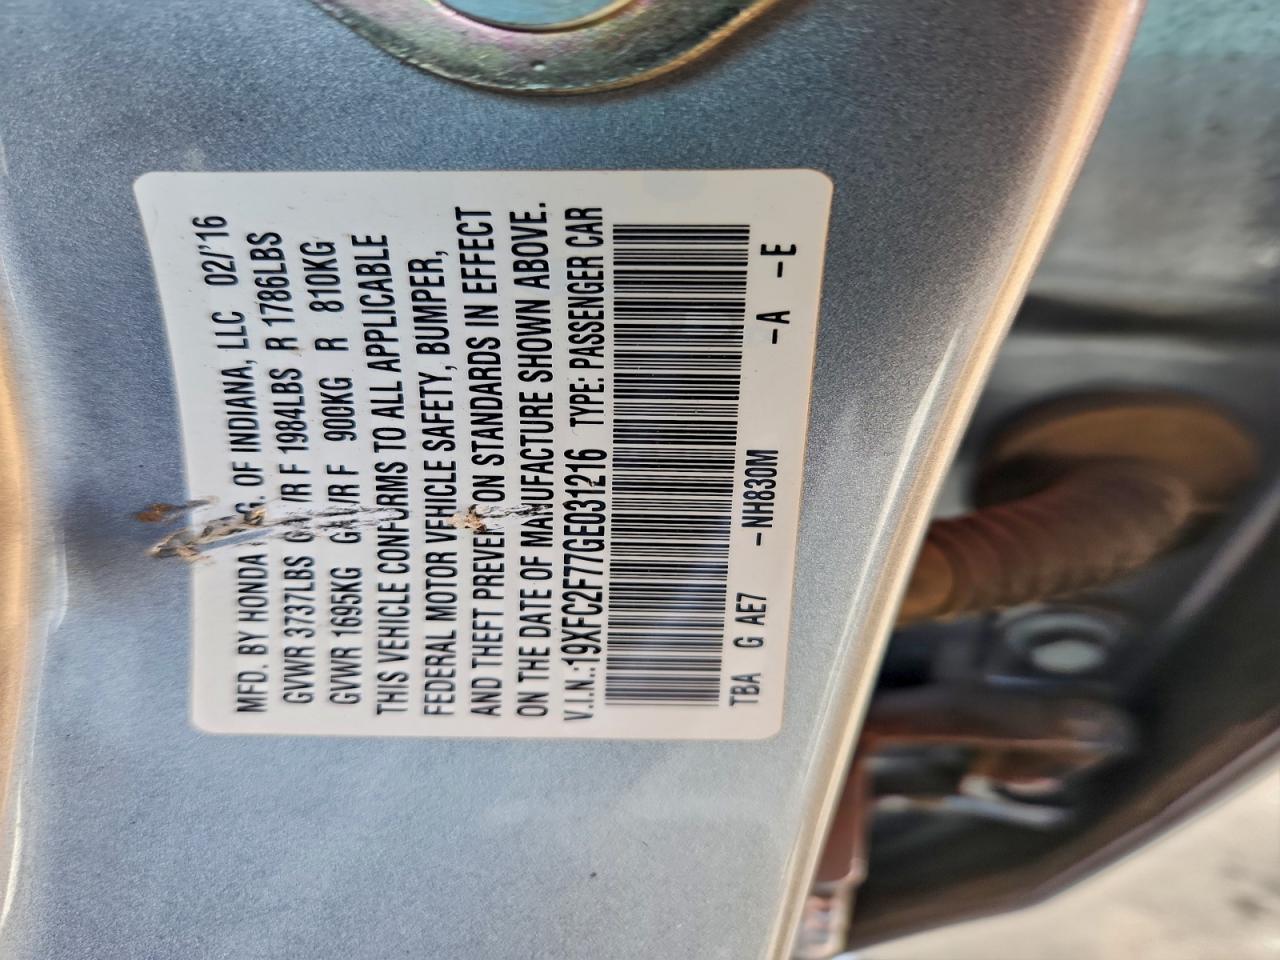 MFD. BY HONDA G. OF INDIANA, LLC 02/'16
GVWR 3737LBS G R F 1984LBS R 1786LBS
GVWR 1695KG G R F 900KG R 810KG
THIS VEHICLE CONFORMS TO ALL APPLICABLE
FEDERAL MOTOR VEHICLE SAFETY, BUMPER,
AND THEFT PREVENTION STANDARDS IN EFFECT
ON THE DATE OF MANUFACTURE SHOWN ABOVE.
V.I.N.:19XFC2F77GE031216 TYPE: PASSENGER CAR
TBA G AE7 -NH830M -A -E